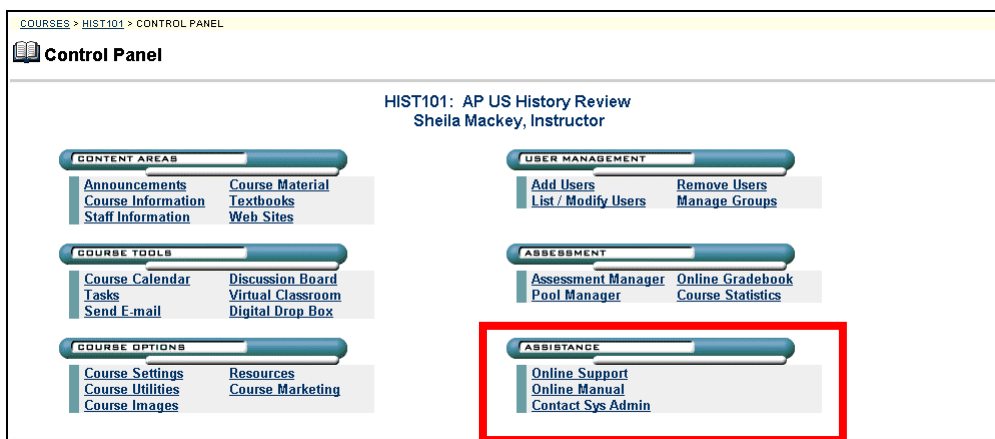 COURSES > HIST101 > CONTROL PANEL
Control Panel
HIST101: AP US History Review
Sheila Mackey, Instructor
CONTENT AREAS
Announcements Course Material
Course Information Textbooks
Staff Information Web Sites
USER MANAGEMENT
Add Users Remove Users
List / Modify Users Manage Groups
COURSE TOOLS
Course Calendar Discussion Board
Tasks Virtual Classroom
Send E-mail Digital Drop Box
ASSESSMENT
Assessment Manager Online Gradebook
Pool Manager Course Statistics
COURSE OPTIONS
Course Settings Resources
Course Utilities Course Marketing
Course Images
ASSISTANCE
Online Support
Online Manual
Contact Sys Admin